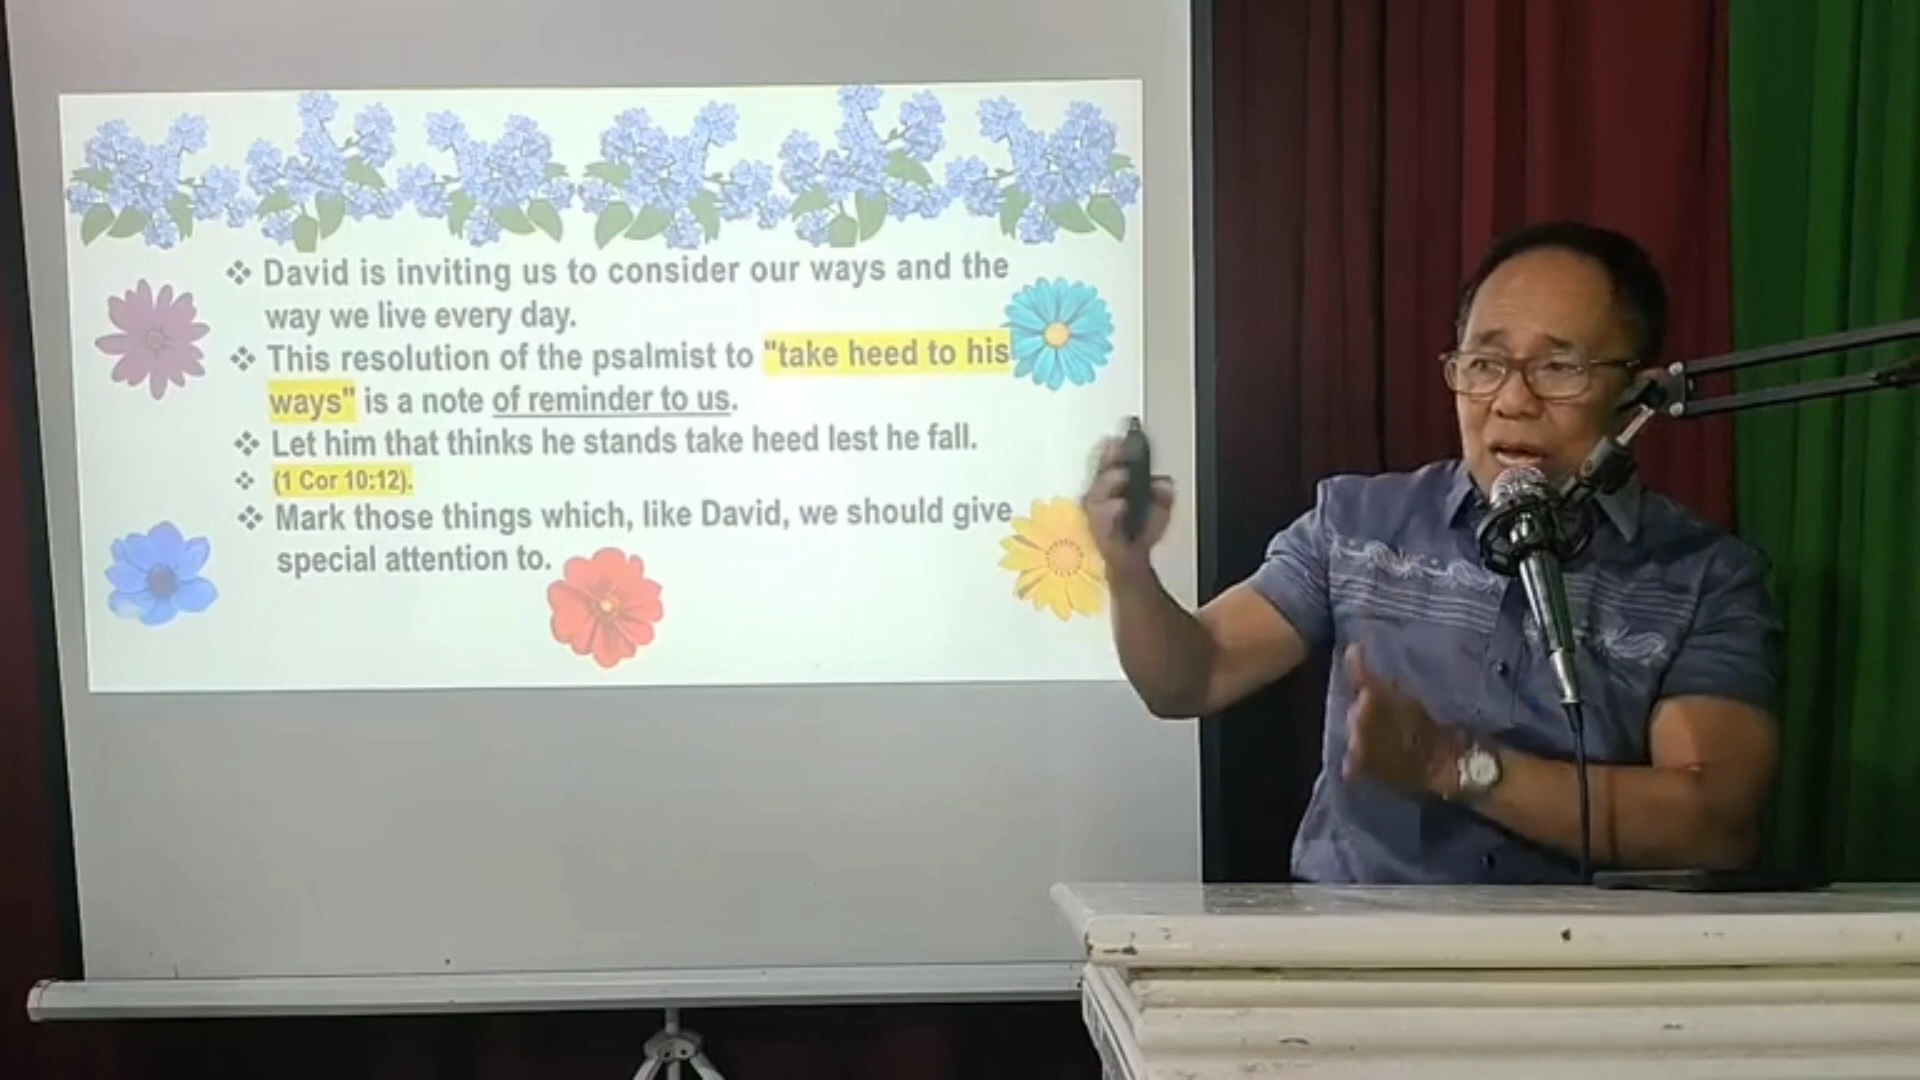 ❖ David is inviting us to consider our ways and the
way we live every day.
❖ This resolution of the psalmist to "take heed to his
ways" is a note of reminder to us.
❖ Let him that thinks he stands take heed lest he fall.
❖ (1 Cor 10:12).
❖ Mark those things which, like David, we should give
special attention to.